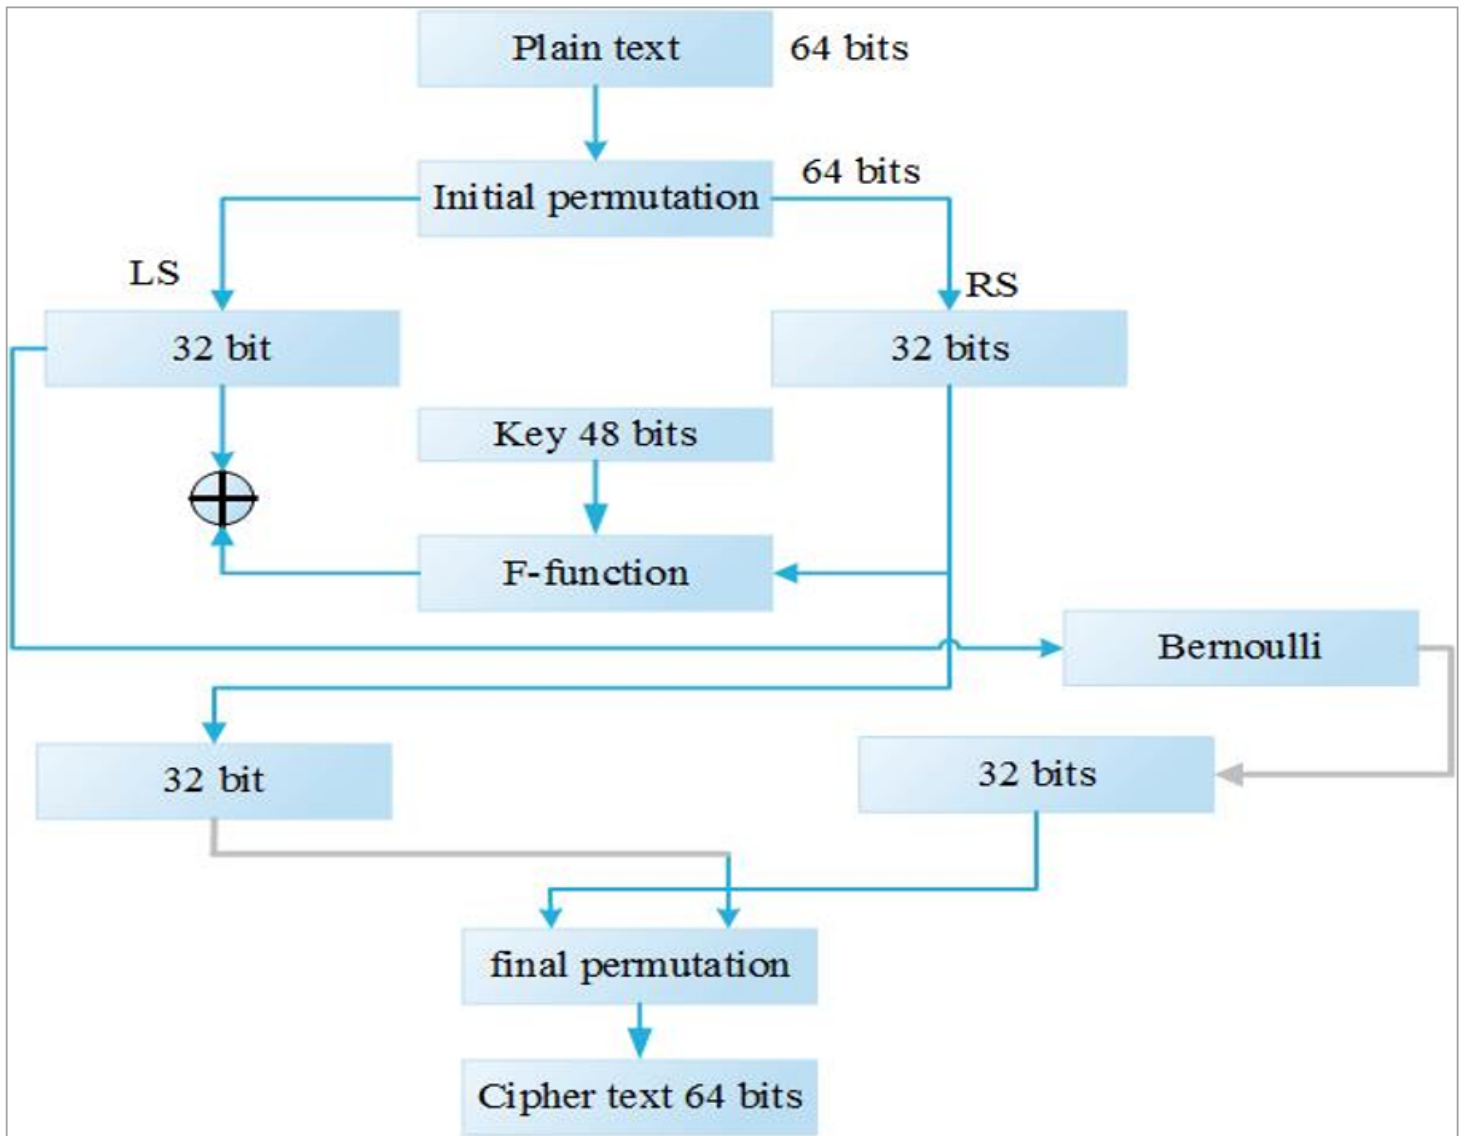 Plain text
64 bits
64 bits
Initial permutation
LS
RS
32 bit
32 bits
Key 48 bits
F-function
Bernoulli
32 bit
32 bits
final permutation
Cipher text 64 bits